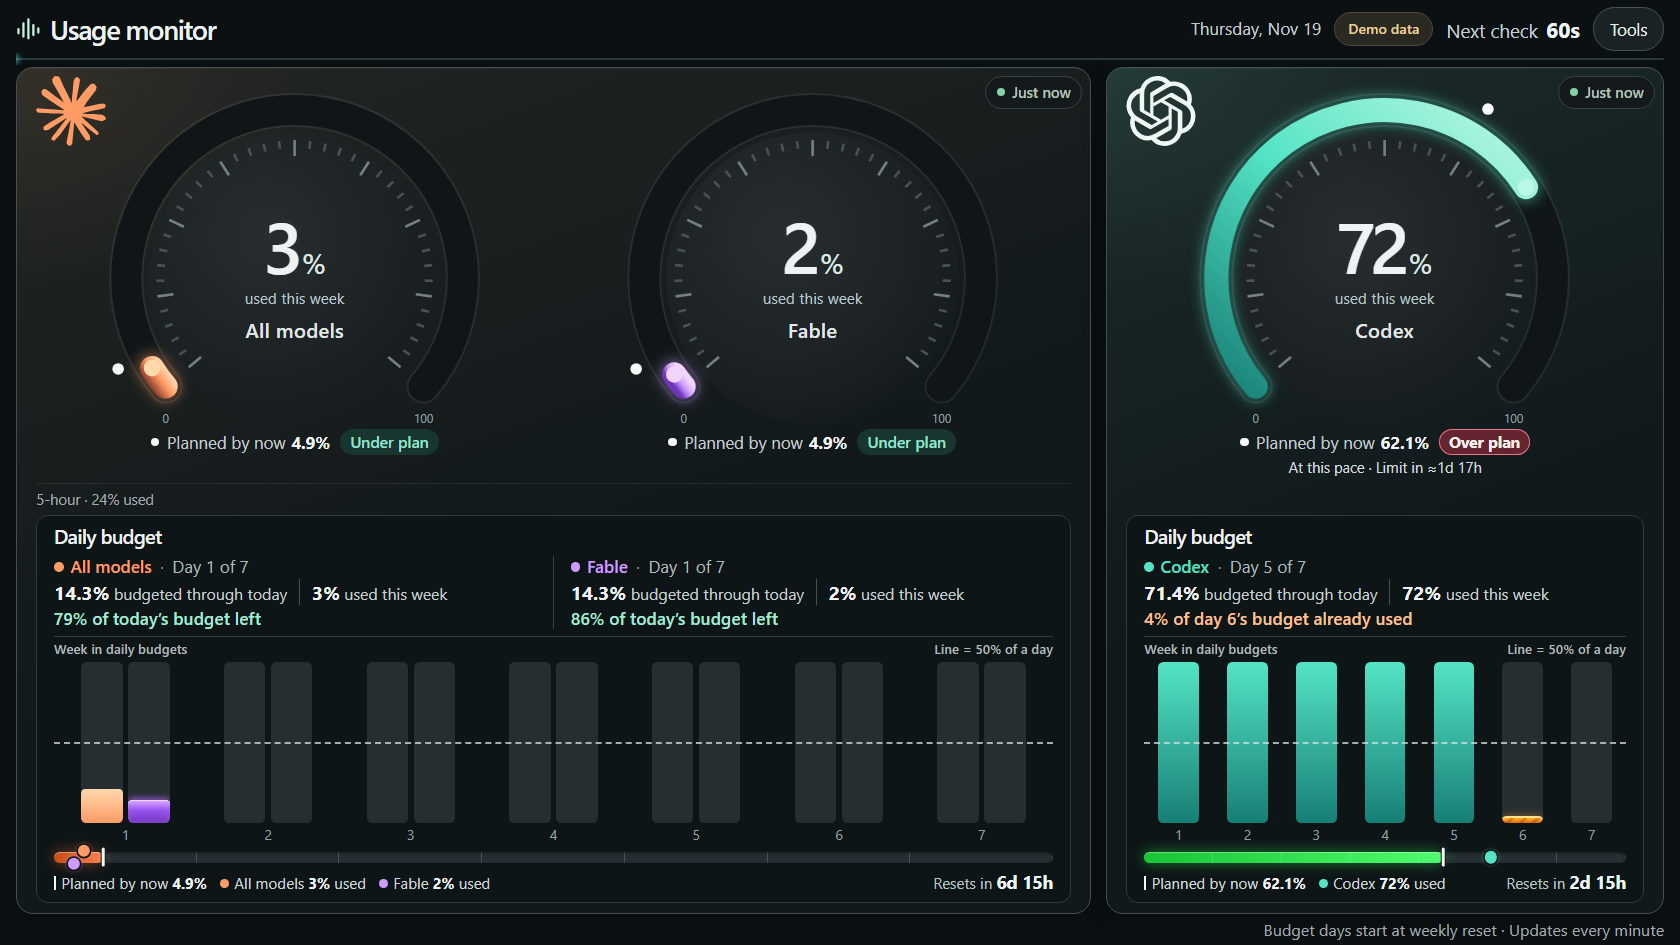 Usage monitor
Thursday, Nov 19
Demo data
Next check 60s
Tools
Just now
3%
used this week
All models
0
100
Planned by now 4.9% Under plan
2%
used this week
Fable
0
100
Planned by now 4.9% Under plan
5-hour · 24% used
Daily budget
All models · Day 1 of 7
14.3% budgeted through today
3% used this week
79% of today’s budget left
Fable · Day 1 of 7
14.3% budgeted through today
2% used this week
86% of today’s budget left
Week in daily budgets
Line = 50% of a day
1 2 3 4 5 6 7
Planned by now 4.9% All models 3% used Fable 2% used
Resets in 6d 15h
Just now
72%
used this week
Codex
0
100
Planned by now 62.1% Over plan
At this pace · Limit in ≈1d 17h
Daily budget
Codex · Day 5 of 7
71.4% budgeted through today
72% used this week
4% of day 6’s budget already used
Week in daily budgets
Line = 50% of a day
1 2 3 4 5 6 7
Planned by now 62.1% Codex 72% used
Resets in 2d 15h
Budget days start at weekly reset · Updates every minute